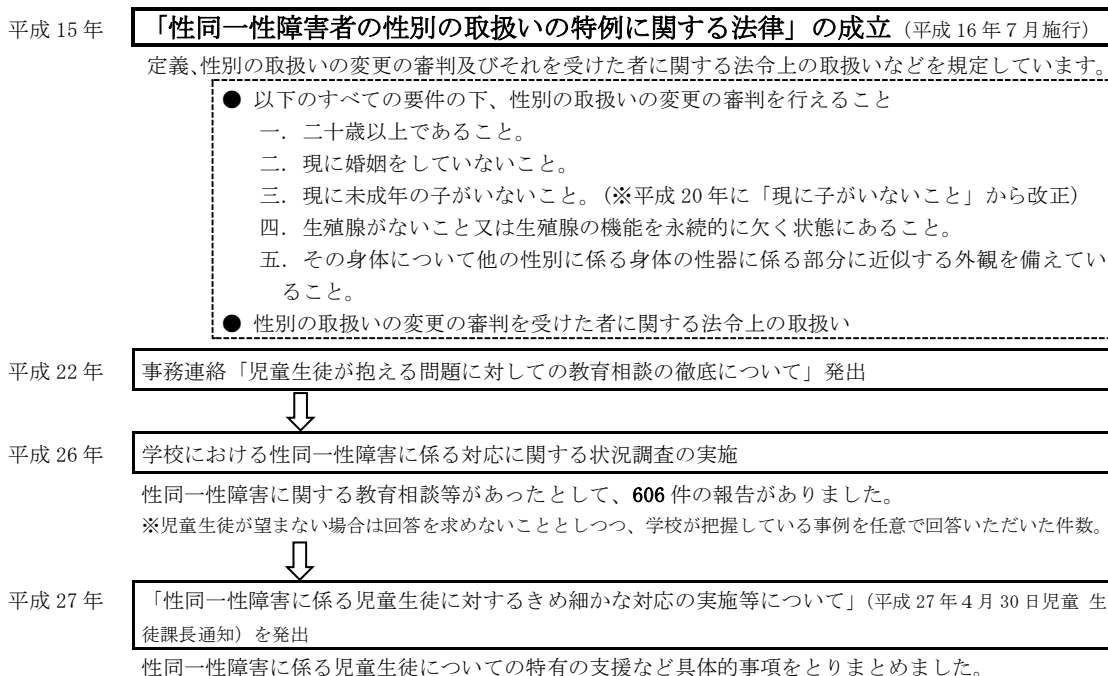 平成 15 年 「性同一性障害者の性別の取扱いの特例に関する法律」の成立 (平成 16 年 7 月施行)
定義、性別の取扱いの変更の審判及びそれを受けた者に関する法令上の取扱いなどを規定しています。
● 以下のすべての要件の下、性別の取扱いの変更の審判を行えること
一．二十歳以上であること。
二．現に婚姻をしていないこと。
三．現に未成年の子がいないこと。(※平成 20 年に「現に子がいないこと」から改正)
四．生殖腺がないこと又は生殖腺の機能を永続的に欠く状態にあること。
五．その身体について他の性別に係る身体の性器に係る部分に近似する外観を備えてい
ること。
● 性別の取扱いの変更の審判を受けた者に関する法令上の取扱い
平成 22 年 事務連絡「児童生徒が抱える問題に対しての教育相談の徹底について」発出
平成 26 年 学校における性同一性障害に係る対応に関する状況調査の実施
性同一性障害に関する教育相談等があったとして、606 件の報告がありました。
※児童生徒が望まない場合は回答を求めないこととしつつ、学校が把握している事例を任意で回答いただいた件数。
平成 27 年 「性同一性障害に係る児童生徒に対するきめ細かな対応の実施等について」(平成 27 年４月 30 日児童 生
徒課長通知) を発出
性同一性障害に係る児童生徒についての特有の支援など具体的事項をとりまとめました。